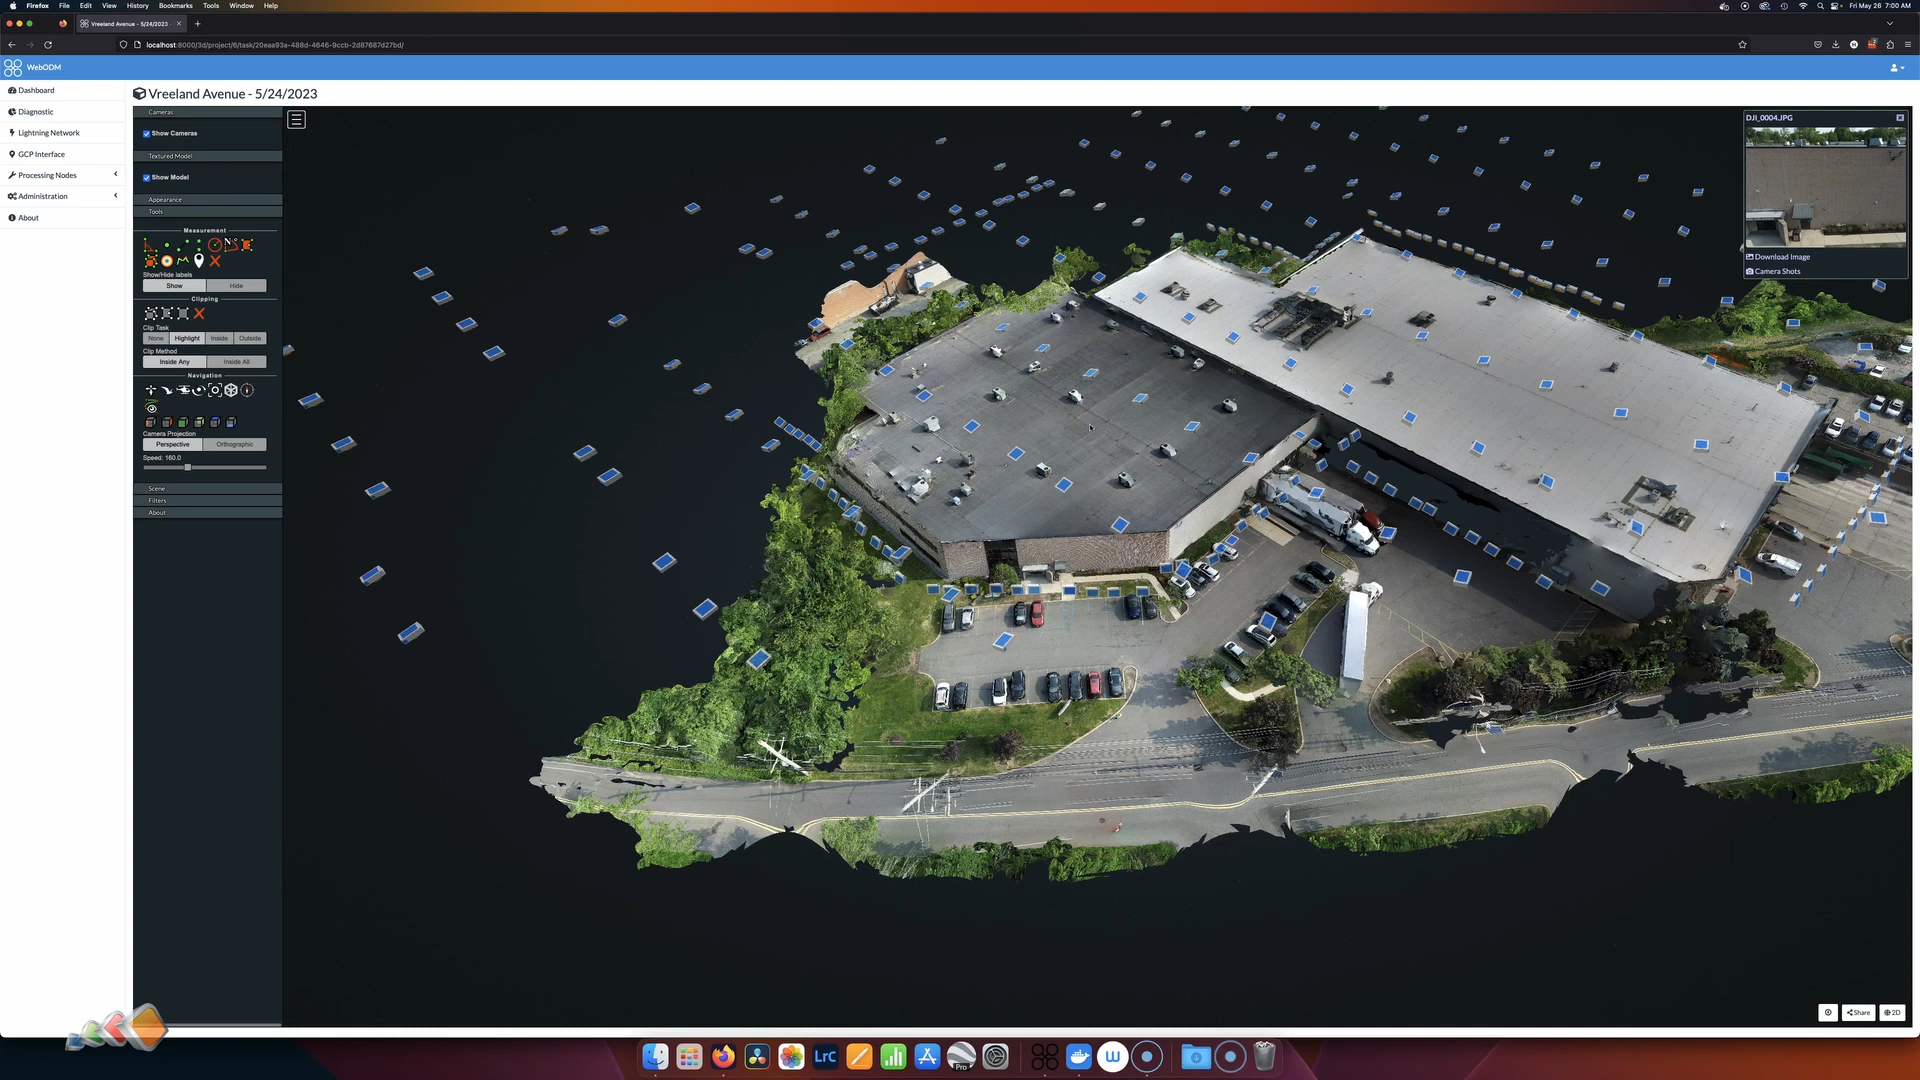 Firefox File Edit View History Bookmarks Tools Window Help
Fri May 26 7:00 AM
Vreeland Avenue - 5/24/2023
localhost:8000/3d/project/6/task/20eaa93a-488d-4646-9ccb-2d87687d27bd/
WebODM
Dashboard
Diagnostic
Lightning Network
GCP Interface
Processing Nodes
Administration
About
Vreeland Avenue - 5/24/2023
Cameras
Show Cameras
Textured Model
Show Model
Appearance
Tools
Measurement
Show/Hide labels
Show Hide
Clipping
Clip Task
None Highlight Inside Outside
Clip Method
Inside Any Inside All
Navigation
Camera Projection
Perspective Orthographic
Speed: 160.0
Scene
Filters
About
DJI_0004.JPG
Download Image
Camera Shots
Share
2D
LrC
Pro